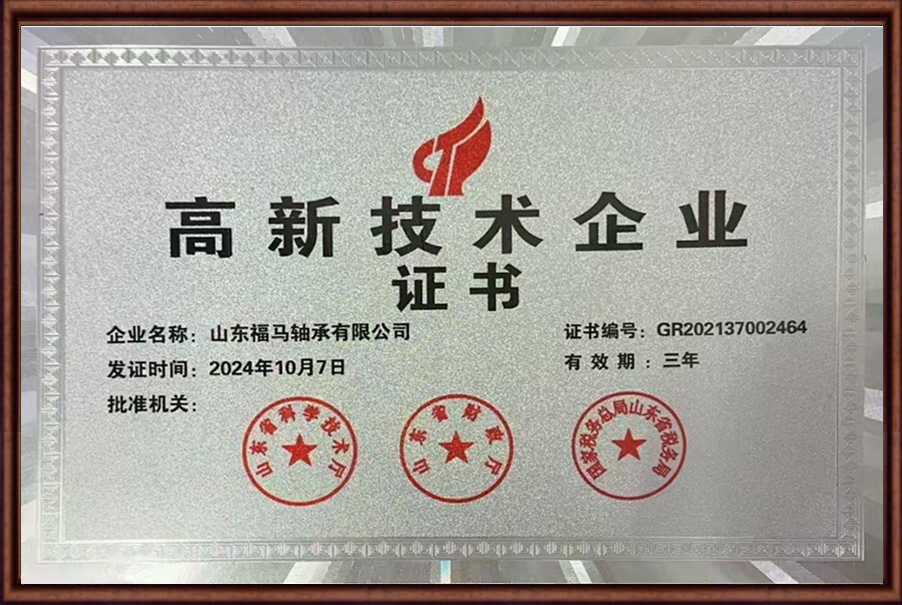 高新技术企业
证书
企业名称：山东福马轴承有限公司
证书编号：GR202137002464
发证时间：2024年10月7日
有效期：三年
批准机关：
山东省科学技术厅
山东省财政厅
国家税务总局山东省税务局